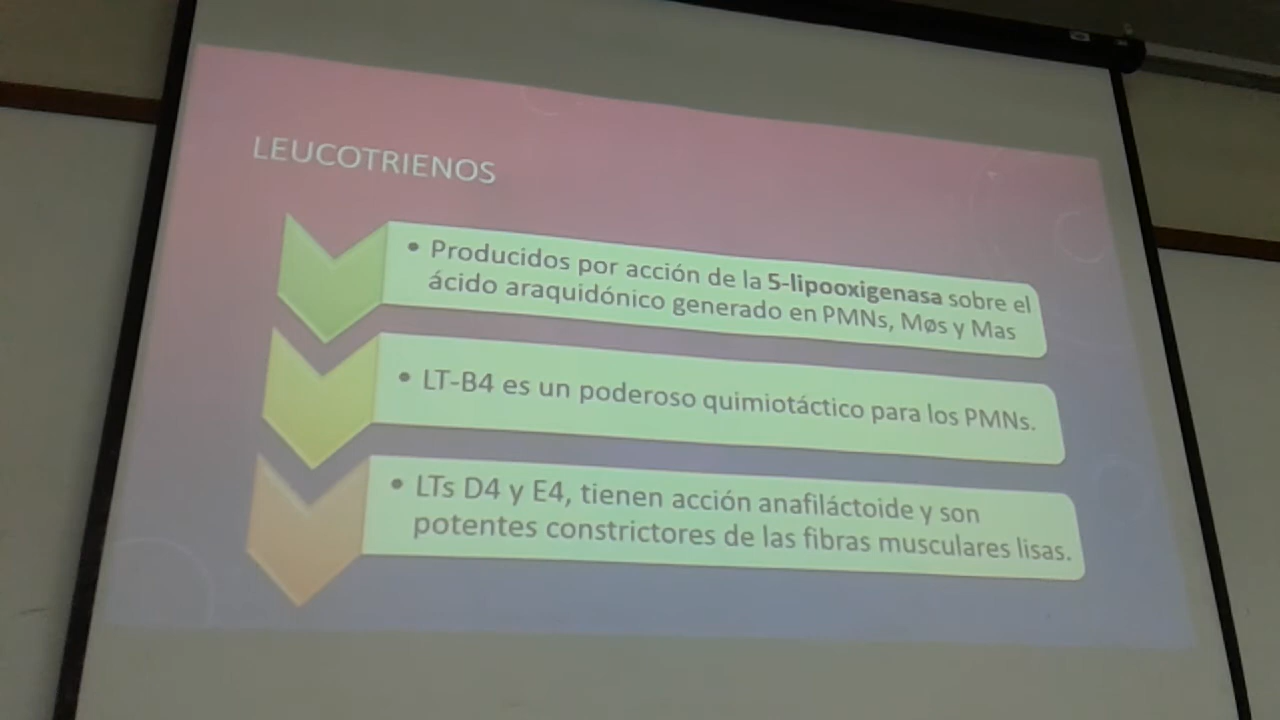 LEUCOTRIENOS
• Producidos por acción de la 5-lipooxigenasa sobre el
ácido araquidónico generado en PMNs, Møs y Mas
• LT-B4 es un poderoso quimiotáctico para los PMNs.
• LTs D4 y E4, tienen acción anafiláctoide y son
potentes constrictores de las fibras musculares lisas.